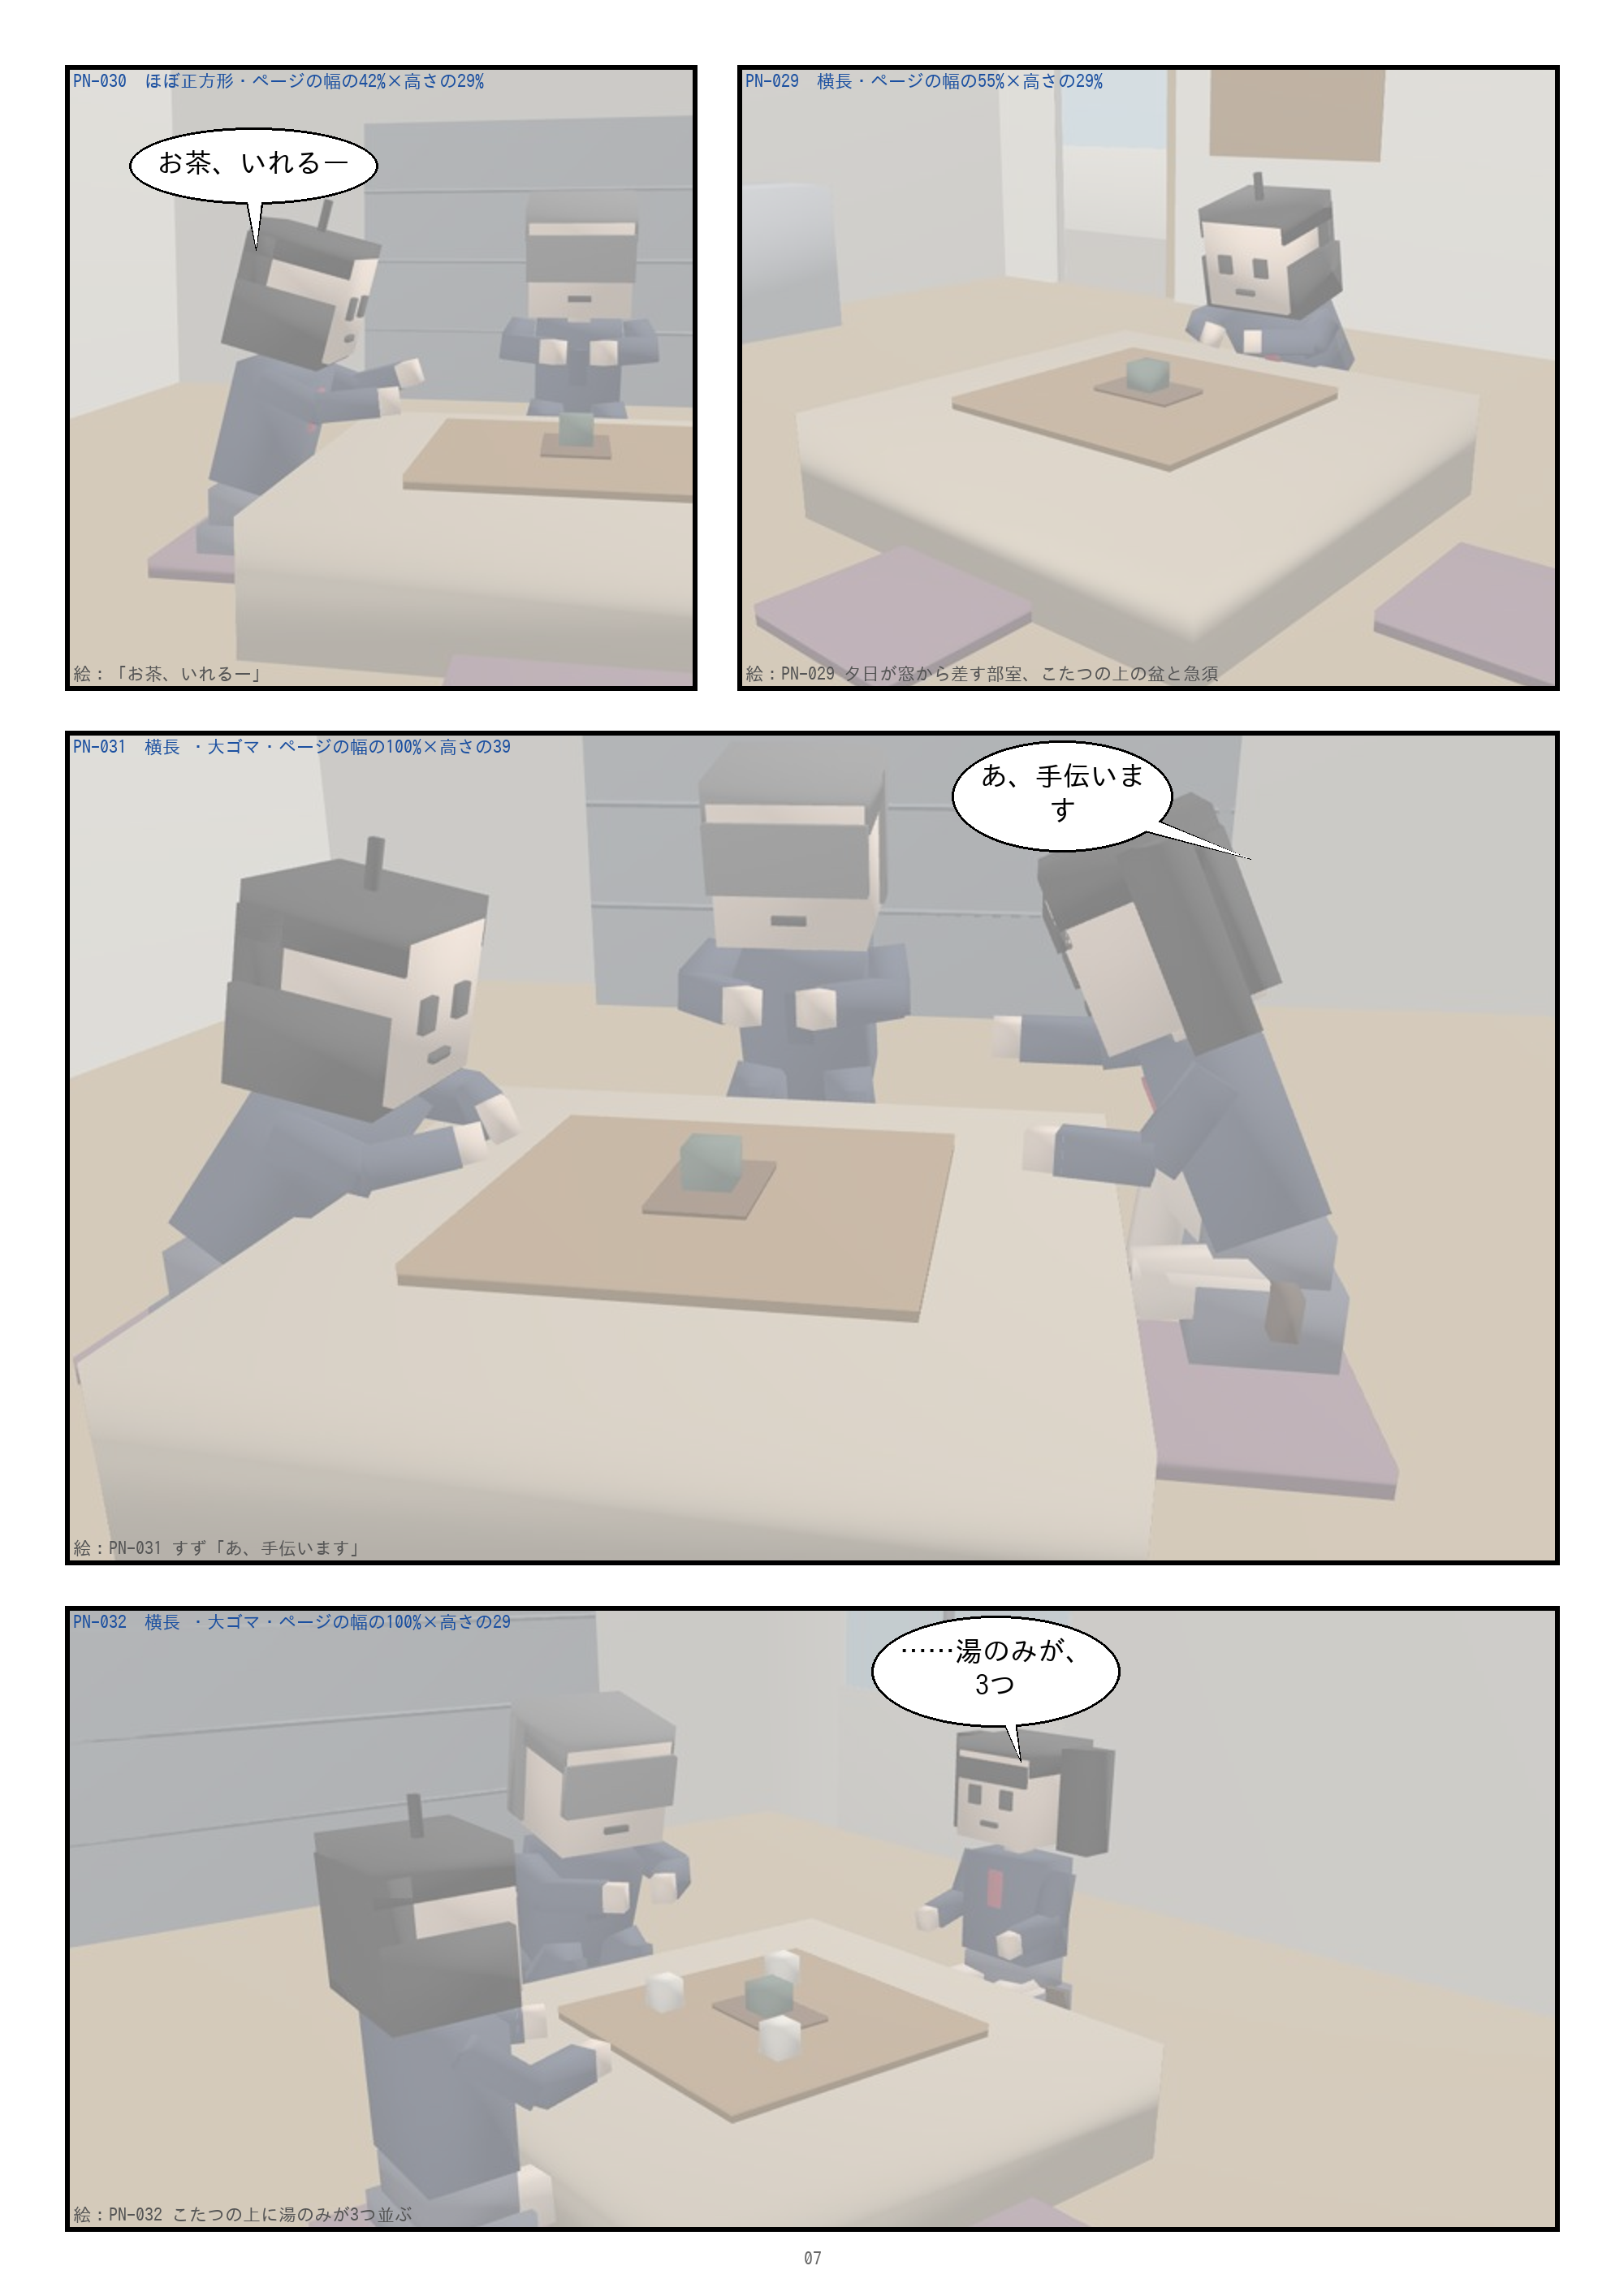 PN-029 横長・ページの幅の55%×高さの29%
絵：PN-029 夕日が窓から差す部室、こたつの上の盆と急須
PN-030 ほぼ正方形・ページの幅の42%×高さの29%
お茶、いれるー
絵：「お茶、いれるー」
PN-031 横長 ・大ゴマ・ページの幅の100%×高さの39
あ、手伝いま
す
絵：PN-031 すず「あ、手伝います」
PN-032 横長 ・大ゴマ・ページの幅の100%×高さの29
……湯のみが、
3つ
絵：PN-032 こたつの上に湯のみが3つ並ぶ
07